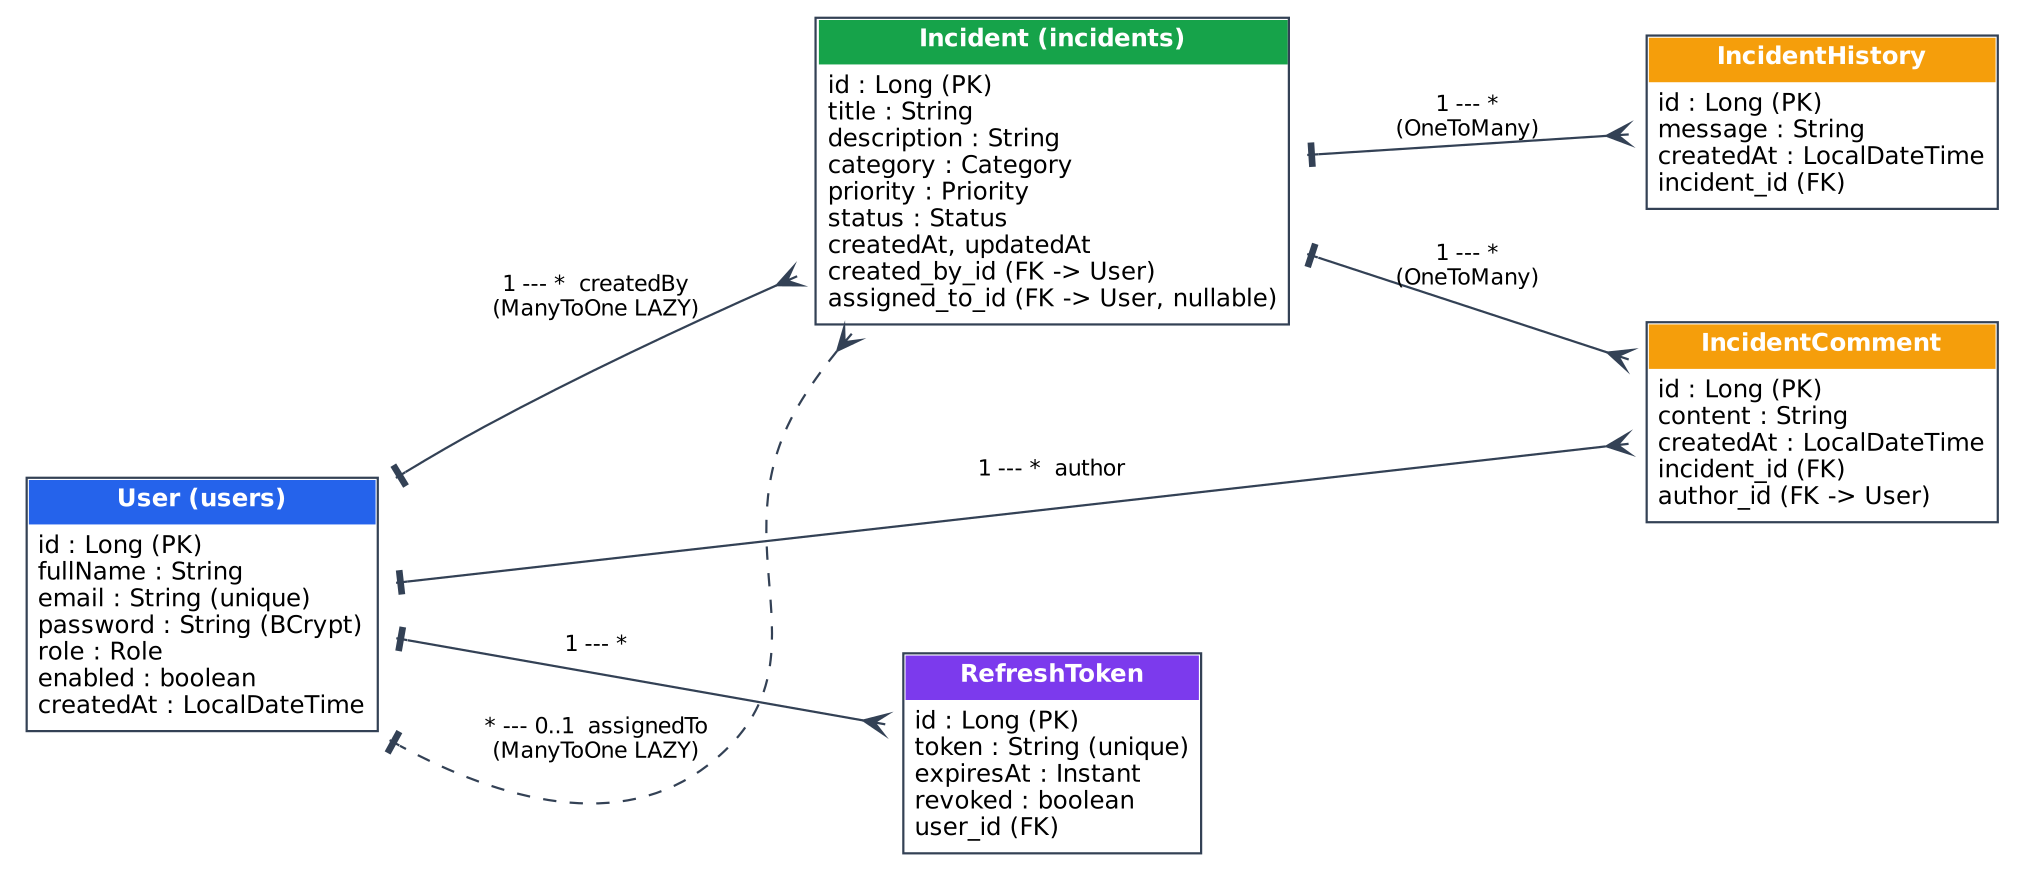 Incident (incidents)
id : Long (PK)
title : String
description : String
category : Category
priority : Priority
status : Status
createdAt, updatedAt
created_by_id (FK -> User)
assigned_to_id (FK -> User, nullable)
IncidentHistory
id : Long (PK)
message : String
createdAt : LocalDateTime
incident_id (FK)
1 --- *
(OneToMany)
1 --- *
(OneToMany)
1 --- *  createdBy
(ManyToOne LAZY)
IncidentComment
id : Long (PK)
content : String
createdAt : LocalDateTime
incident_id (FK)
author_id (FK -> User)
1 --- *  author
User (users)
id : Long (PK)
fullName : String
email : String (unique)
password : String (BCrypt)
role : Role
enabled : boolean
createdAt : LocalDateTime
1 --- *
* --- 0..1  assignedTo
(ManyToOne LAZY)
RefreshToken
id : Long (PK)
token : String (unique)
expiresAt : Instant
revoked : boolean
user_id (FK)